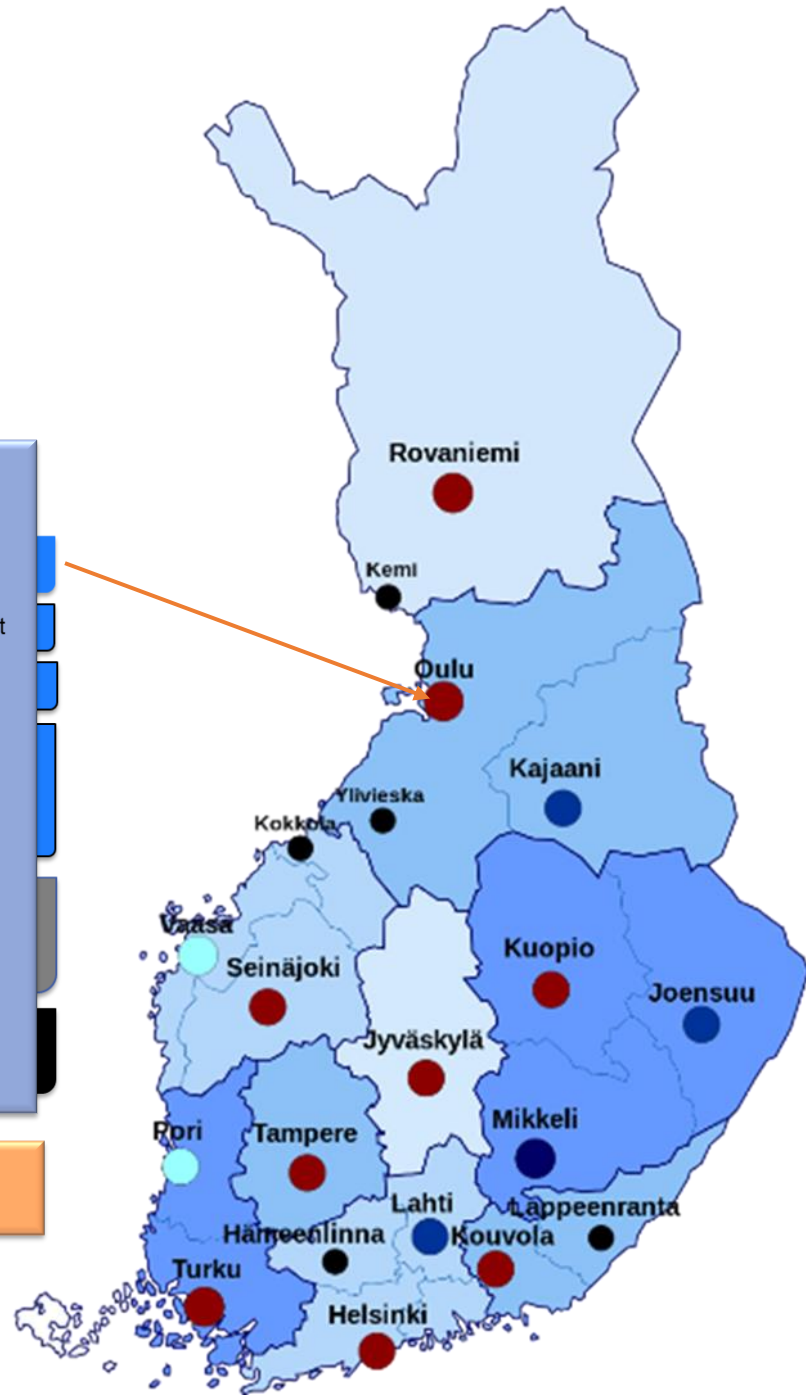 Rovaniemi
Kemi
t
Oulu
Kajaani
Ylivieska
Kokkola
Vaasa
Kuopio
Seinäjoki
Joensuu
Jyväskylä
Mikkeli
Pori
Tampere
Lahti
Lappeenranta
Hämeenlinna
Kouvola
Turku
Helsinki